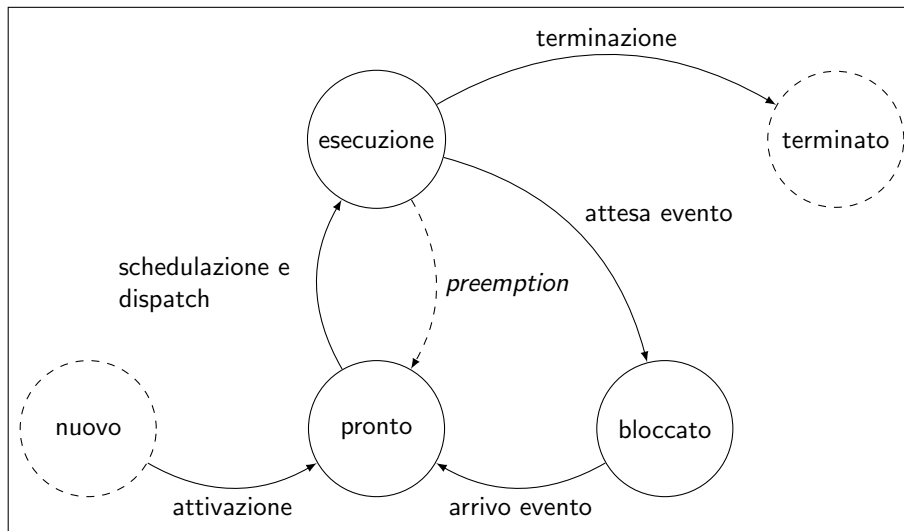 terminazione
esecuzione
terminato
attesa evento
schedulazione e
dispatch
preemption
nuovo
pronto
bloccato
attivazione
arrivo evento